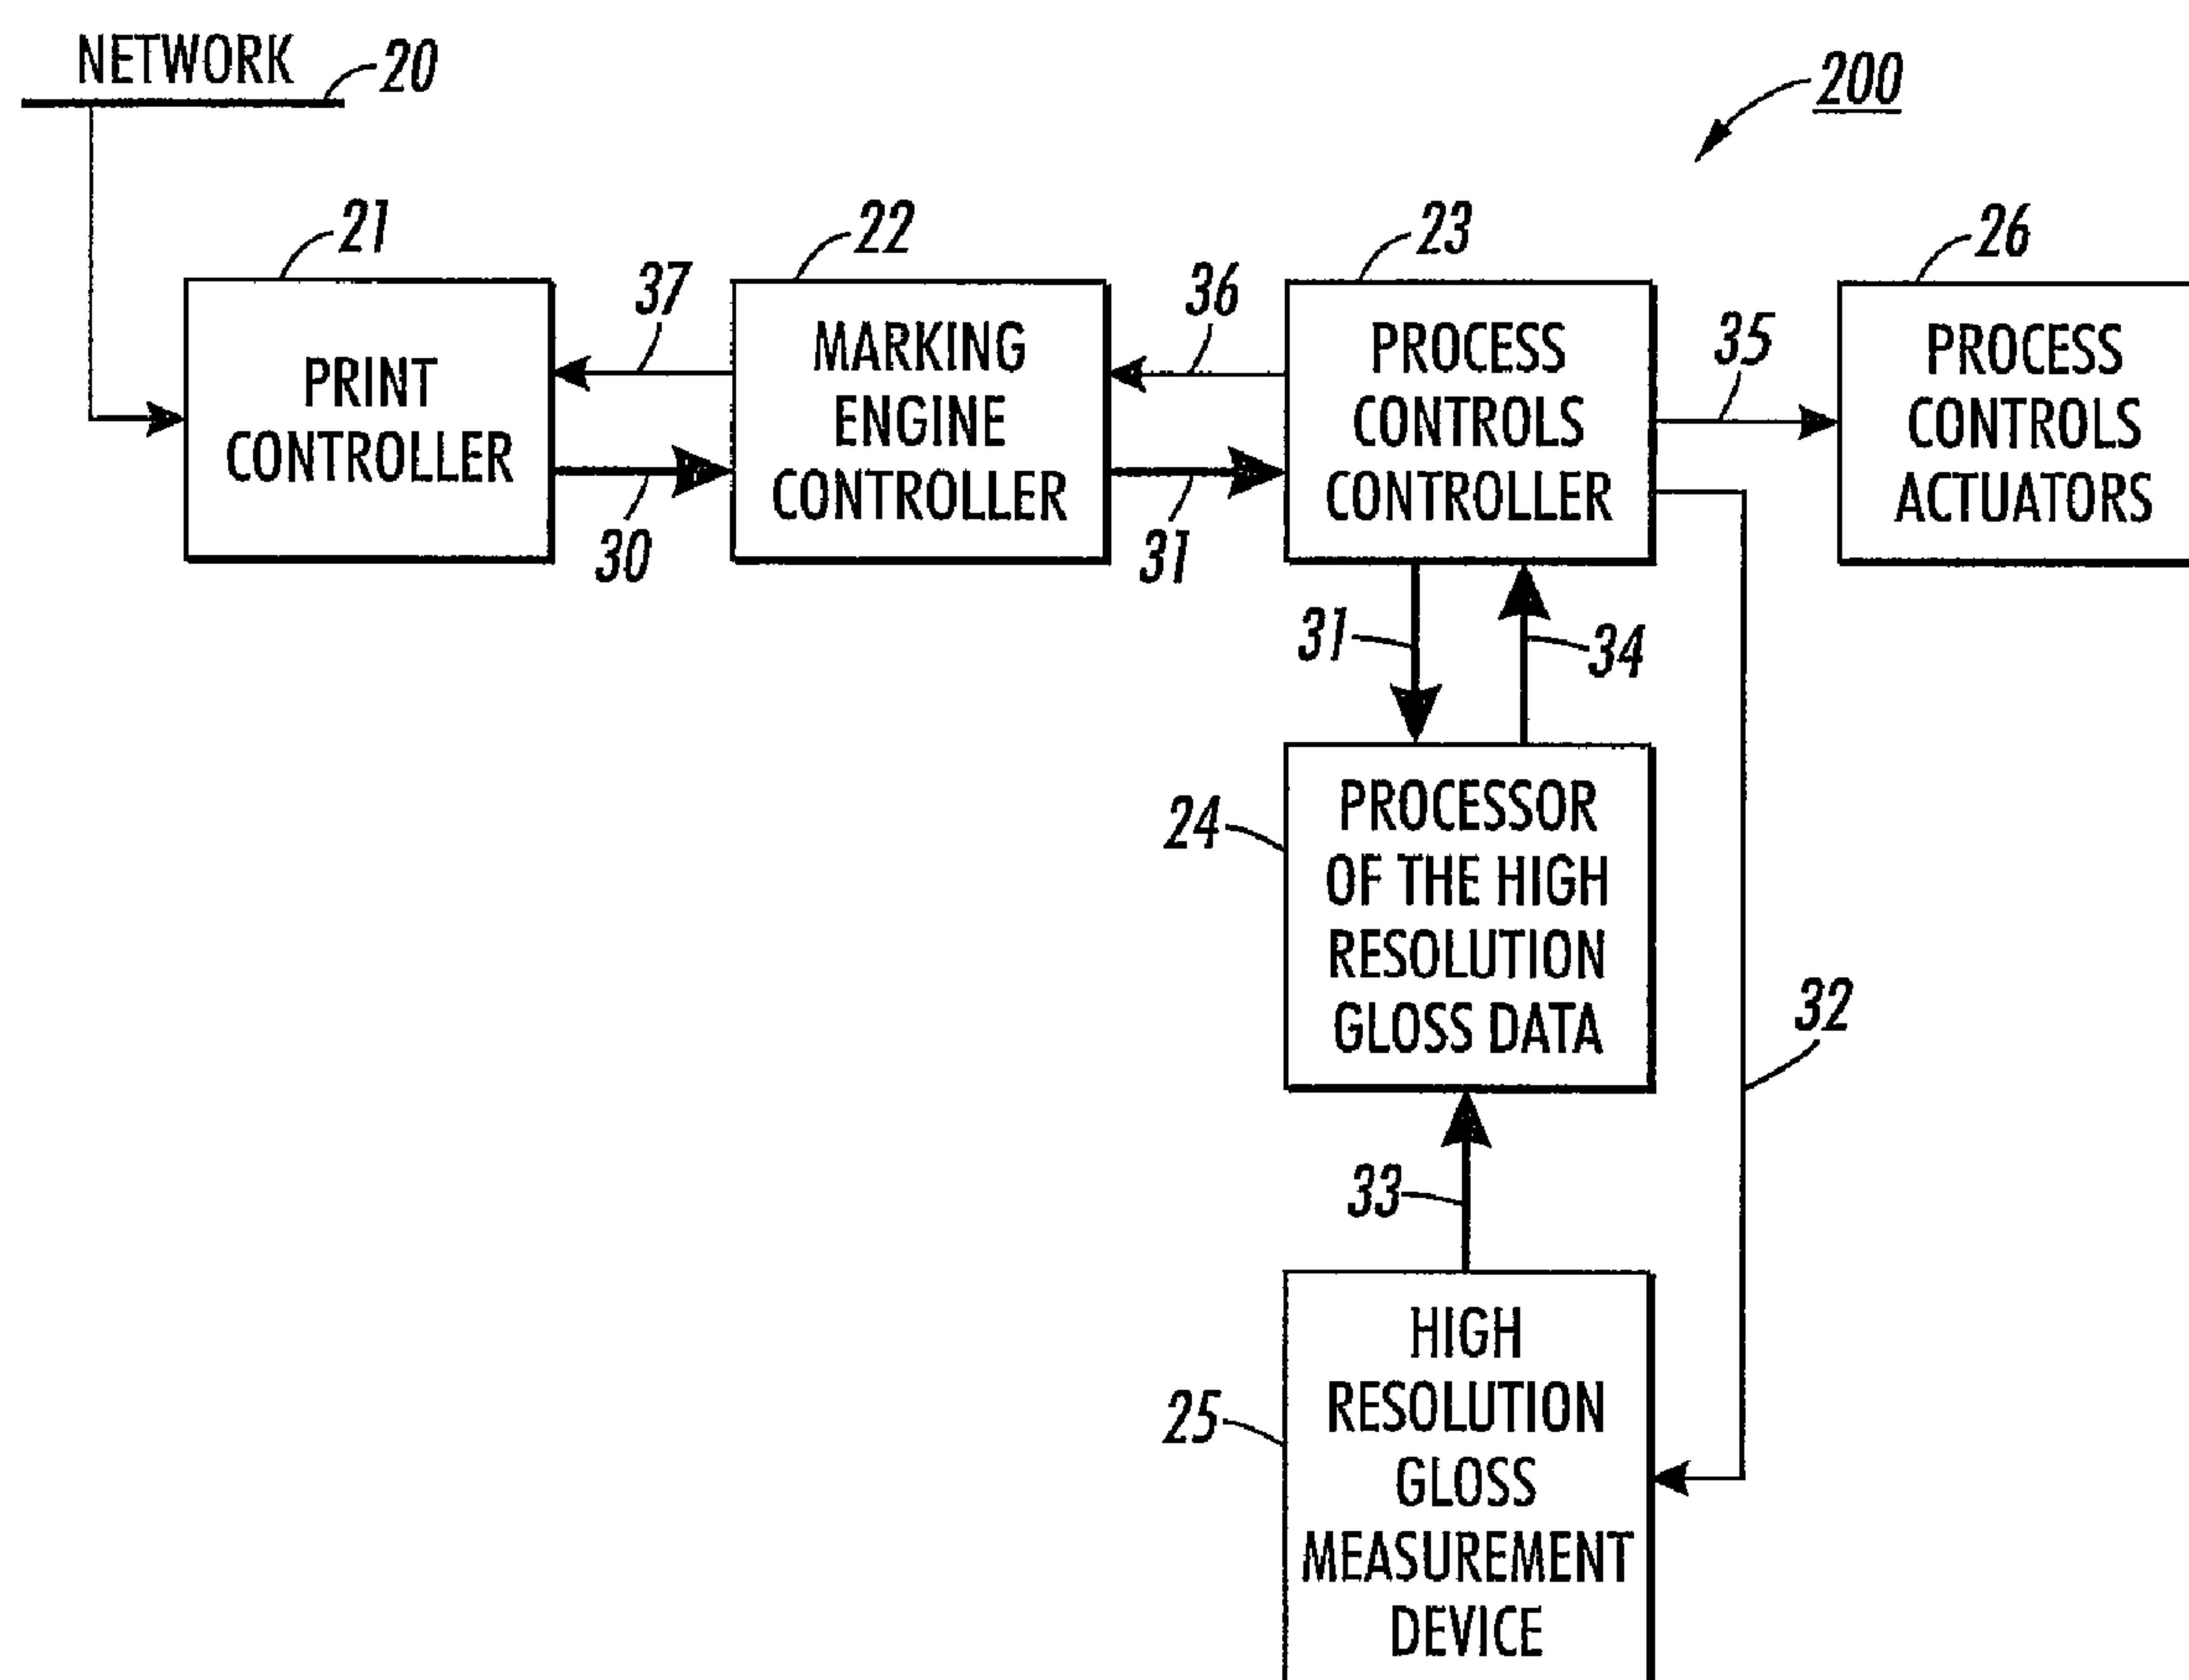 NETWORK
20
200
21
22
23
26
37
36
35
PRINT
CONTROLLER
MARKING
ENGINE
CONTROLLER
PROCESS
CONTROLS
CONTROLLER
PROCESS
CONTROLS
ACTUATORS
30
31
31
34
24
PROCESSOR
OF THE HIGH
RESOLUTION
GLOSS DATA
32
33
25
HIGH
RESOLUTION
GLOSS
MEASUREMENT
DEVICE